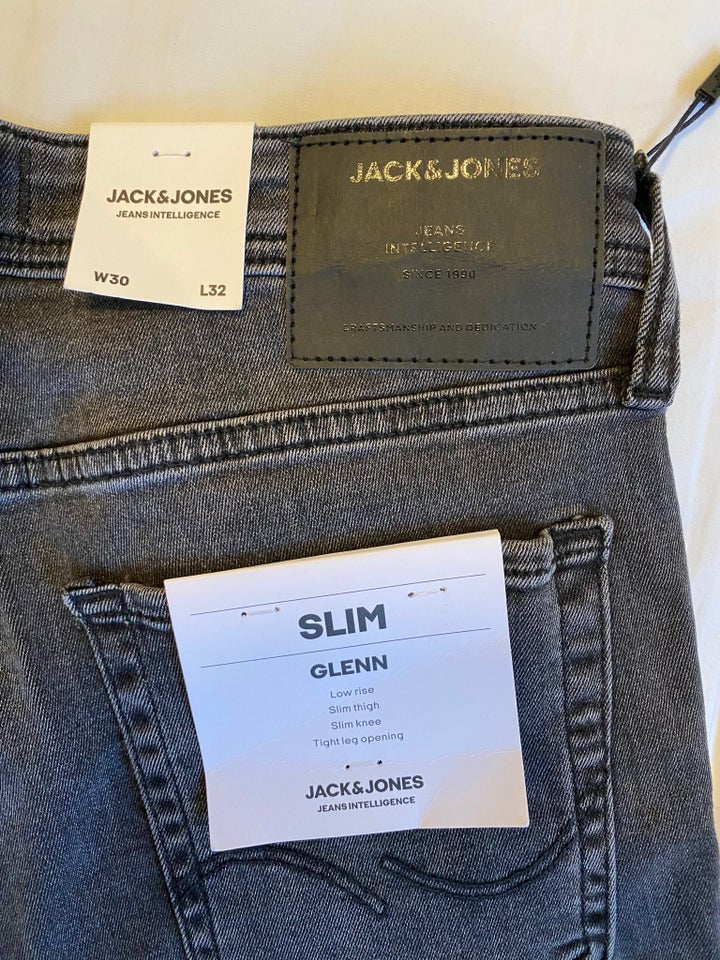 JACK&JONES
JEANS INTELLIGENCE
W30
L32
JACK&JONES
JEANS
INTELLIGENCE
SINCE 1990
CRAFTSMANSHIP AND DEDICATION
SLIM
GLENN
Low rise
Slim thigh
Slim knee
Tight leg opening
JACK&JONES
JEANS INTELLIGENCE